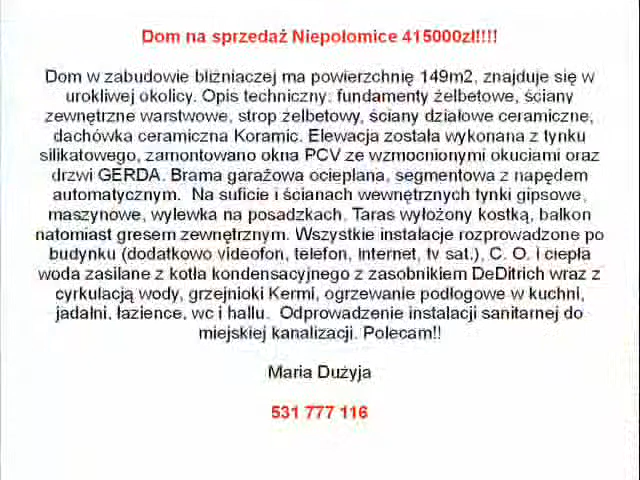 Dom na sprzedaż Niepołomice 415000zł!!!!
Dom w zabudowie bliźniaczej ma powierzchnię 149m2, znajduje się w
urokliwej okolicy. Opis techniczny: fundamenty żelbetowe, ściany
zewnętrzne warstwowe, strop żelbetowy, ściany działowe ceramiczne,
dachówka ceramiczna Koramic. Elewacja została wykonana z tynku
silikatowego, zamontowano okna PCV ze wzmocnionymi okuciami oraz
drzwi GERDA. Brama garażowa ocieplana, segmentowa z napędem
automatycznym. Na suficie i ścianach wewnętrznych tynki gipsowe,
maszynowe, wylewka na posadzkach. Taras wyłożony kostką, balkon
natomiast gresem zewnętrznym. Wszystkie instalacje rozprowadzone po
budynku (dodatkowo videofon, telefon, internet, tv sat.), C. O. i ciepła
woda zasilane z kotła kondensacyjnego z zasobnikiem DeDitrich wraz z
cyrkulacją wody, grzejnioki Kermi, ogrzewanie podłogowe w kuchni,
jadalni, łazience, wc i hallu. Odprowadzenie instalacji sanitarnej do
miejskiej kanalizacji. Polecam!!
Maria Dużyja
531 777 116